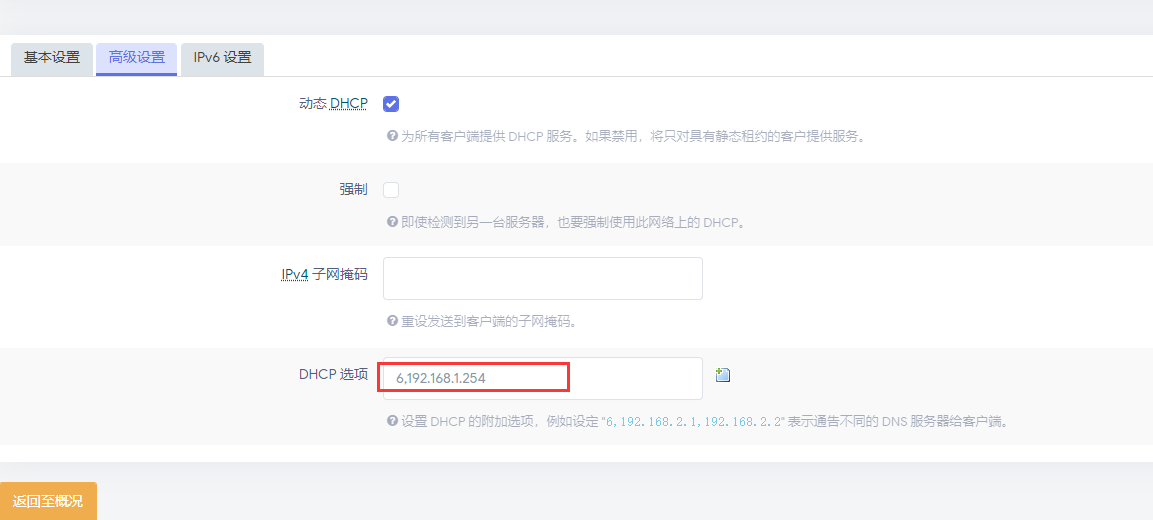 基本设置 高级设置 IPv6 设置
动态 DHCP
为所有客户端提供 DHCP 服务。如果禁用，将只对具有静态租约的客户提供服务。
强制
即使检测到另一台服务器，也要强制使用此网络上的 DHCP。
IPv4 子网掩码
重设发送到客户端的子网掩码。
DHCP 选项 6,192.168.1.254
设置 DHCP 的附加选项，例如设定 "6,192.168.2.1,192.168.2.2" 表示通告不同的 DNS 服务器给客户端。
返回至概况